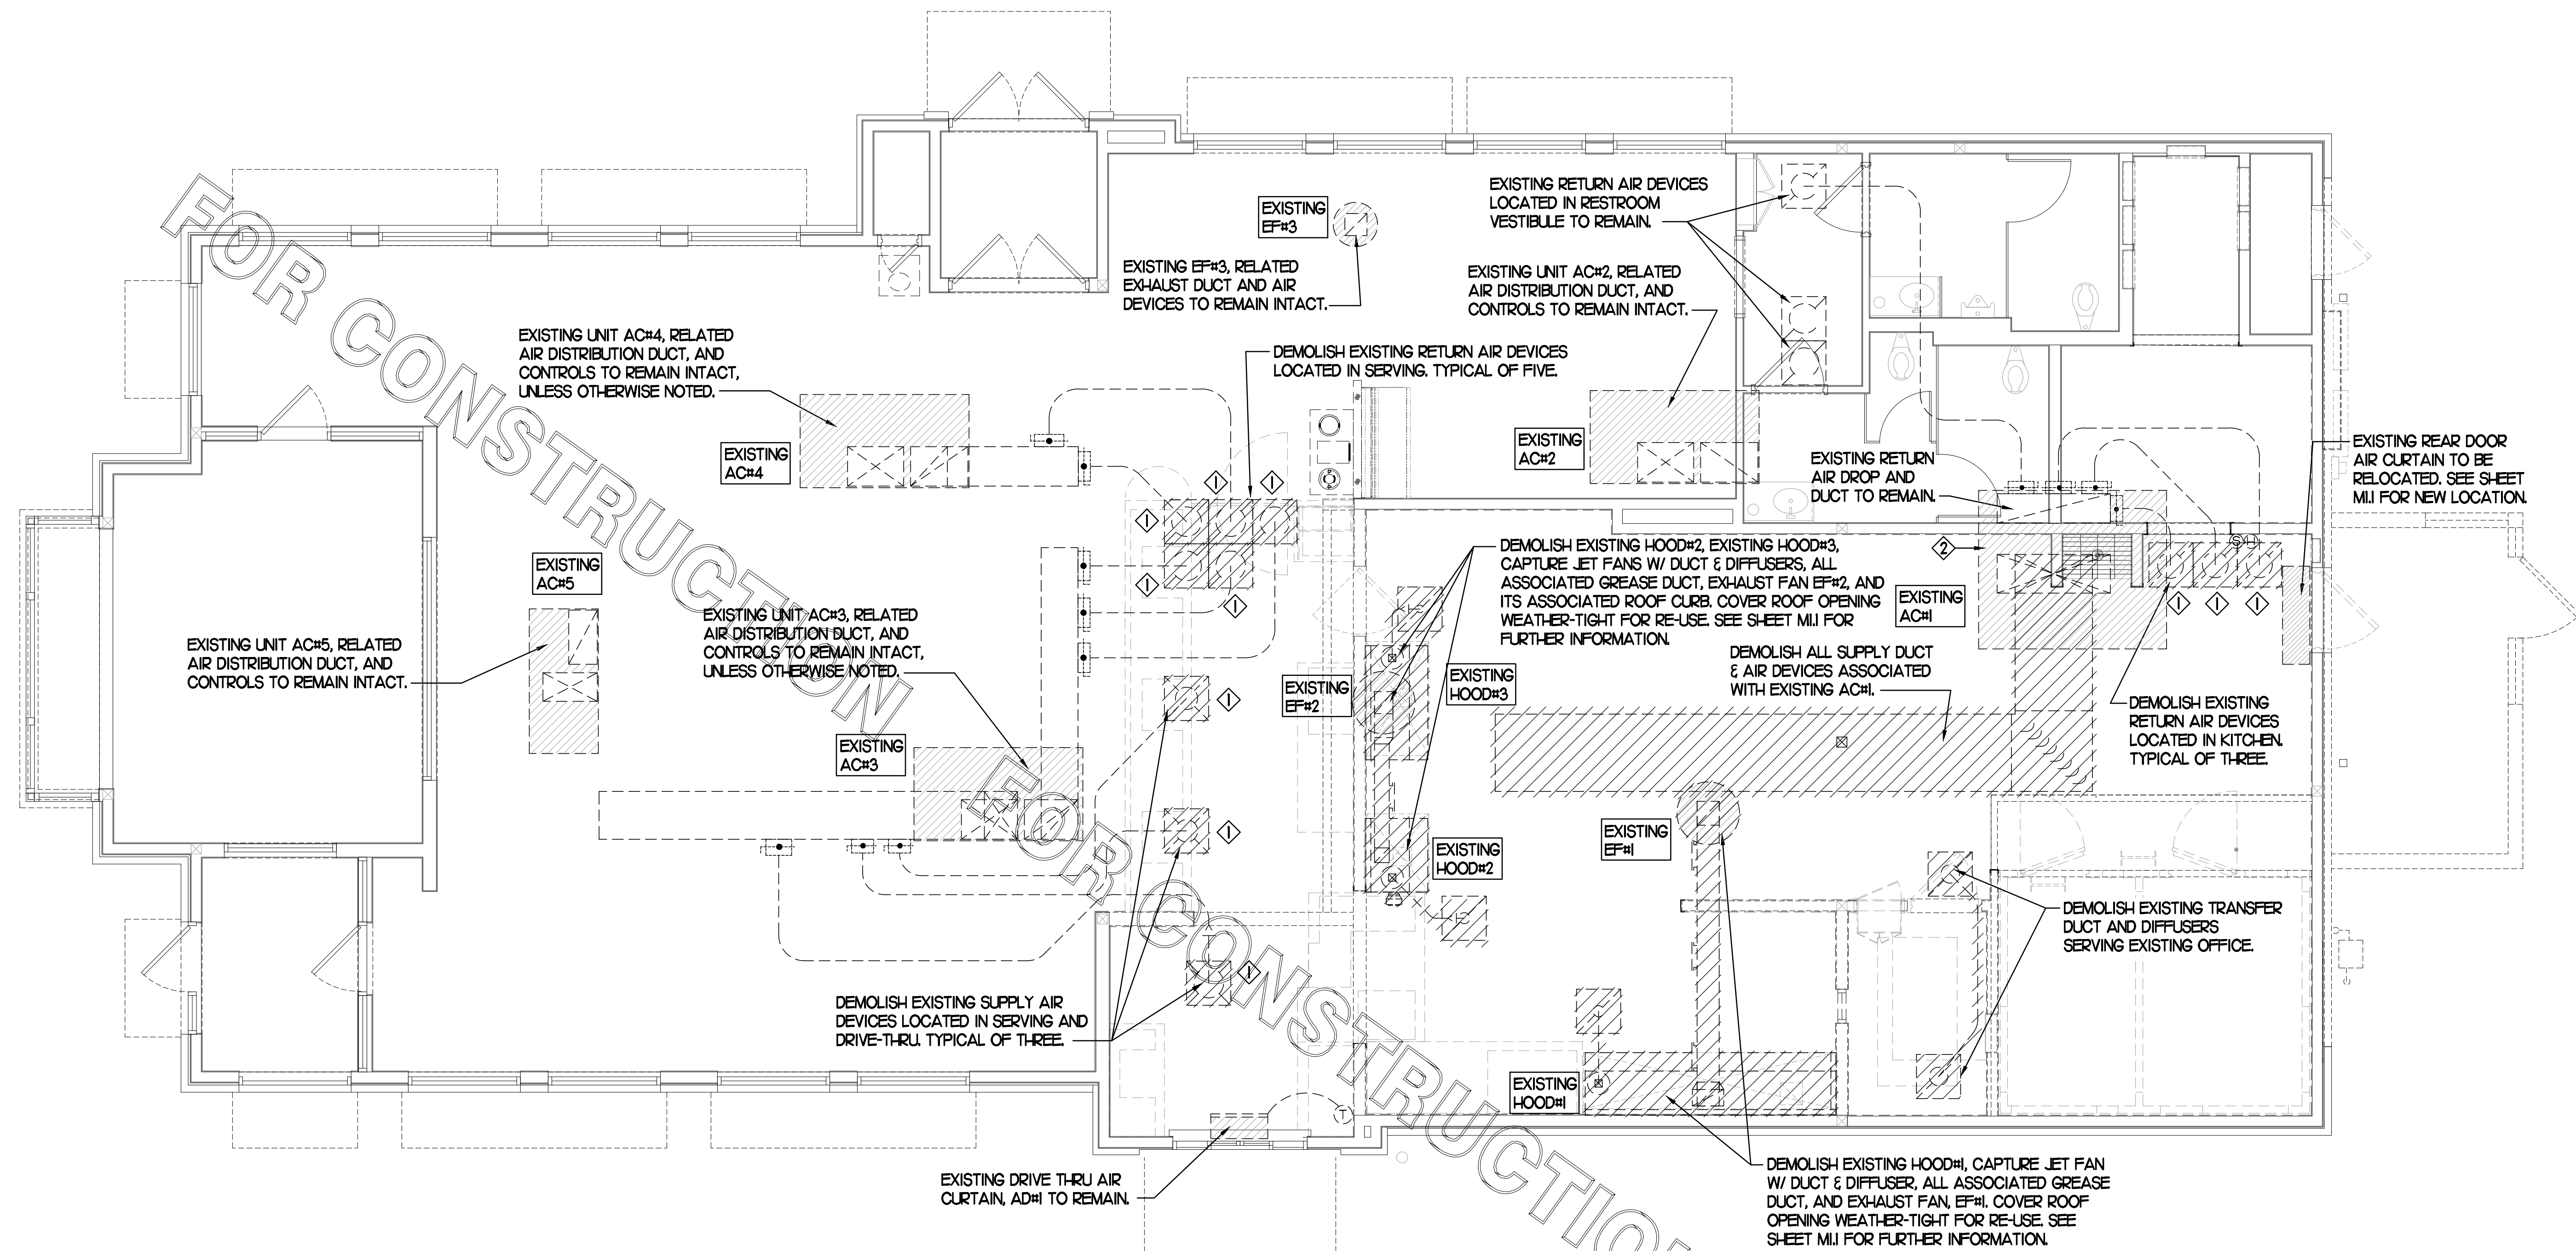 FOR CONSTRUCTION
FOR CONSTRUCTION
EXISTING
EF#3
EXISTING EF#3, RELATED
EXHAUST DUCT AND AIR
DEVICES TO REMAIN INTACT.
EXISTING RETURN AIR DEVICES
LOCATED IN RESTROOM
VESTIBULE TO REMAIN.
EXISTING UNIT AC#2, RELATED
AIR DISTRIBUTION DUCT, AND
CONTROLS TO REMAIN INTACT.
EXISTING UNIT AC#4, RELATED
AIR DISTRIBUTION DUCT, AND
CONTROLS TO REMAIN INTACT,
UNLESS OTHERWISE NOTED.
DEMOLISH EXISTING RETURN AIR DEVICES
LOCATED IN SERVING. TYPICAL OF FIVE.
EXISTING
AC#4
EXISTING
AC#2
EXISTING RETURN
AIR DROP AND
DUCT TO REMAIN.
EXISTING REAR DOOR
AIR CURTAIN TO BE
RELOCATED. SEE SHEET
M1.1 FOR NEW LOCATION.
1
1
1
1
1
2
S
H
1
1
1
EXISTING
AC#5
EXISTING UNIT AC#5, RELATED
AIR DISTRIBUTION DUCT, AND
CONTROLS TO REMAIN INTACT.
EXISTING UNIT AC#3, RELATED
AIR DISTRIBUTION DUCT, AND
CONTROLS TO REMAIN INTACT,
UNLESS OTHERWISE NOTED.
EXISTING
AC#3
DEMOLISH EXISTING HOOD#2, EXISTING HOOD#3,
CAPTURE JET FANS W/ DUCT & DIFFUSERS, ALL
ASSOCIATED GREASE DUCT, EXHAUST FAN EF#2, AND
ITS ASSOCIATED ROOF CURB. COVER ROOF OPENING
WEATHER-TIGHT FOR RE-USE. SEE SHEET M1.1 FOR
FURTHER INFORMATION.
EXISTING
AC#1
DEMOLISH ALL SUPPLY DUCT
& AIR DEVICES ASSOCIATED
WITH EXISTING AC#1.
EXISTING
EF#2
EXISTING
HOOD#3
1
1
DEMOLISH EXISTING
RETURN AIR DEVICES
LOCATED IN KITCHEN.
TYPICAL OF THREE.
EXISTING
HOOD#2
EXISTING
EF#1
DEMOLISH EXISTING TRANSFER
DUCT AND DIFFUSERS
SERVING EXISTING OFFICE.
1
DEMOLISH EXISTING SUPPLY AIR
DEVICES LOCATED IN SERVING AND
DRIVE-THRU. TYPICAL OF THREE.
EXISTING
HOOD#1
T
EXISTING DRIVE THRU AIR
CURTAIN, AD#1 TO REMAIN.
DEMOLISH EXISTING HOOD#1, CAPTURE JET FAN
W/ DUCT & DIFFUSER, ALL ASSOCIATED GREASE
DUCT, AND EXHAUST FAN, EF#1. COVER ROOF
OPENING WEATHER-TIGHT FOR RE-USE. SEE
SHEET M1.1 FOR FURTHER INFORMATION.